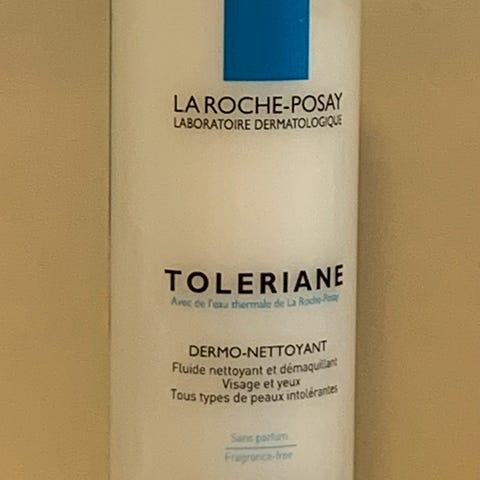 LA ROCHE-POSAY
LABORATOIRE DERMATOLOGIQUE
TOLERIANE
Avec de l'eau thermale de La Roche-Posay
DERMO-NETTOYANT
Fluide nettoyant et démaquillant
Visage et yeux
Tous types de peaux intolérantes
Sans parfum
Fragrance-free